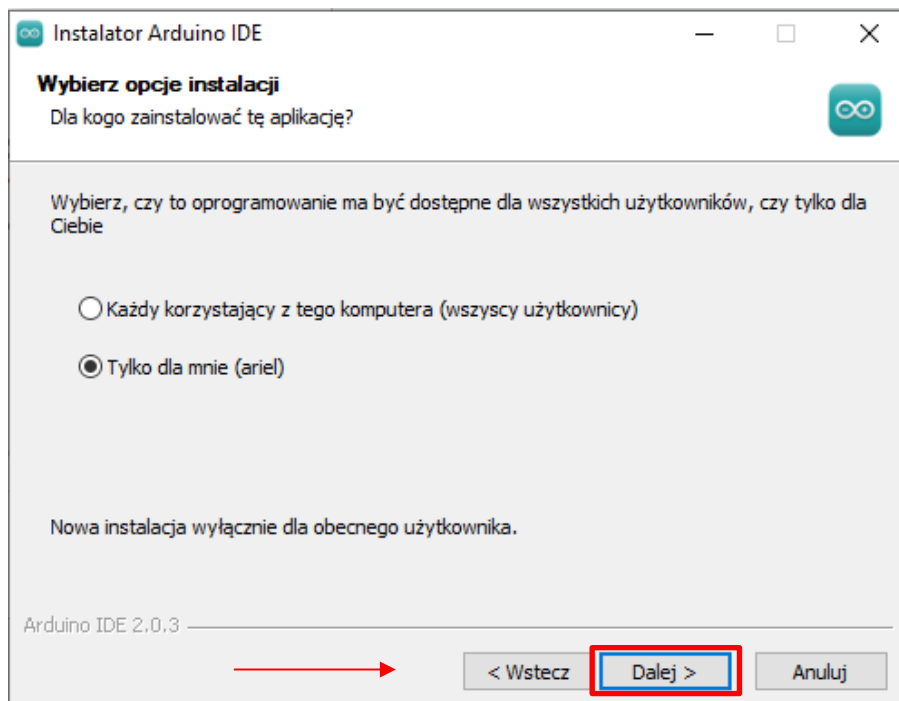 Instalator Arduino IDE
Wybierz opcje instalacji
Dla kogo zainstalować tę aplikację?
Wybierz, czy to oprogramowanie ma być dostępne dla wszystkich użytkowników, czy tylko dla
Ciebie
Każdy korzystający z tego komputera (wszyscy użytkownicy)
Tylko dla mnie (ariel)
Nowa instalacja wyłącznie dla obecnego użytkownika.
Arduino IDE 2.0.3
< Wstecz Dalej > Anuluj